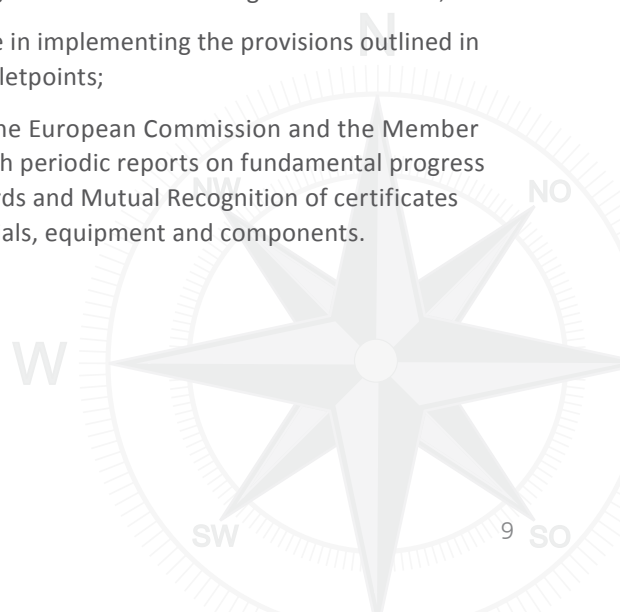 e in implementing the provisions outlined in
letpoints;
he European Commission and the Member
h periodic reports on fundamental progress
ds and Mutual Recognition of certificates
als, equipment and components.
N
NW
NO
W
SW
SO
9